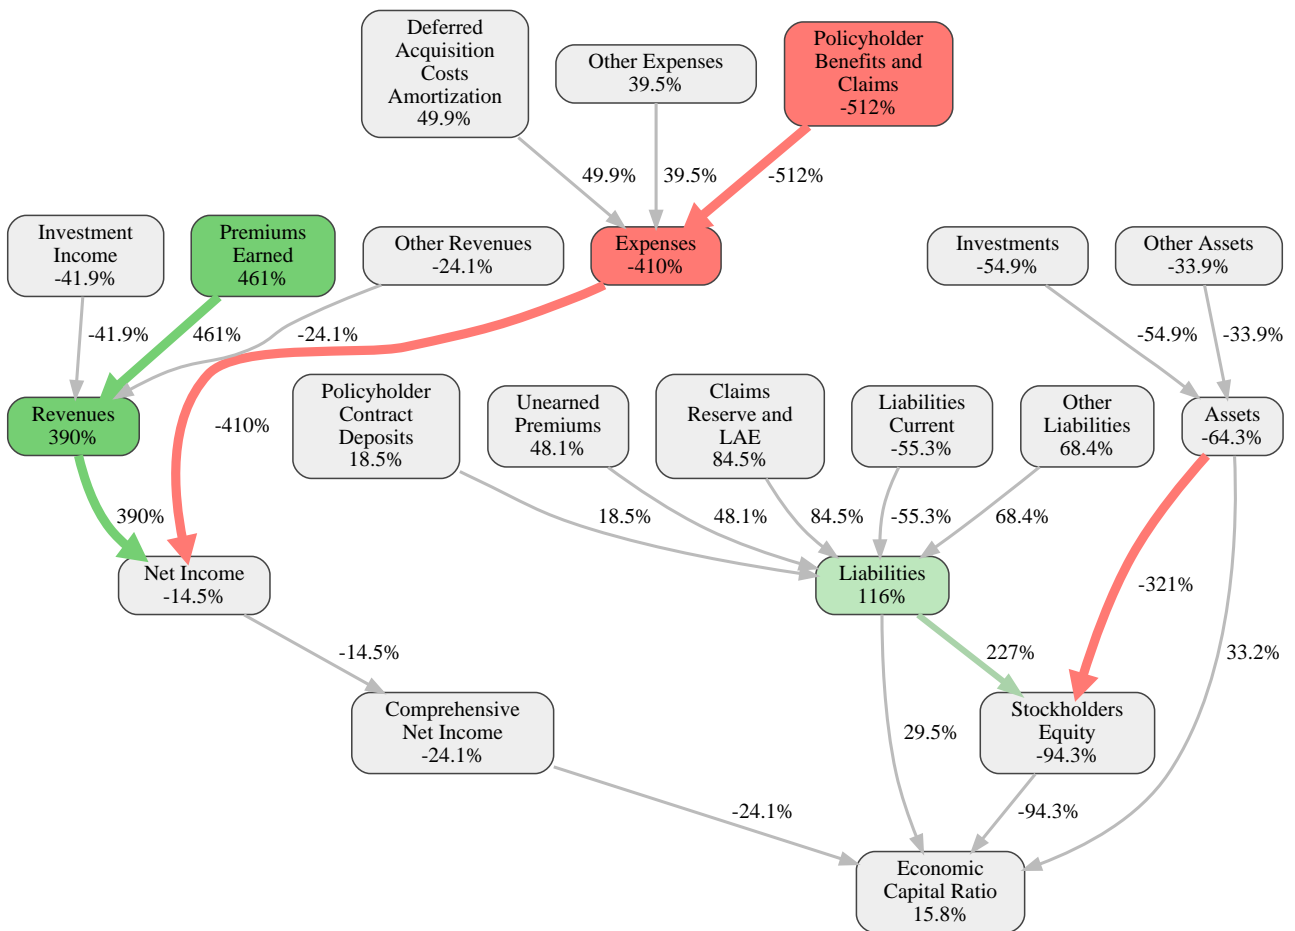 Deferred
Acquisition
Costs
Amortization
49.9%
Other Expenses
39.5%
Policyholder
Benefits and
Claims
-512%
49.9%
39.5%
-512%
Investment
Income
-41.9%
Premiums
Earned
461%
Other Revenues
-24.1%
Expenses
-410%
Investments
-54.9%
Other Assets
-33.9%
-41.9%
461%
-24.1%
-54.9%
-33.9%
Revenues
390%
-410%
Policyholder
Contract
Deposits
18.5%
Unearned
Premiums
48.1%
Claims
Reserve and
LAE
84.5%
Liabilities
Current
-55.3%
Other
Liabilities
68.4%
Assets
-64.3%
390%
18.5%
48.1%
84.5%
-55.3%
68.4%
Net Income
-14.5%
Liabilities
116%
-321%
-14.5%
227%
33.2%
Comprehensive
Net Income
-24.1%
29.5%
Stockholders
Equity
-94.3%
-24.1%
-94.3%
Economic
Capital Ratio
15.8%